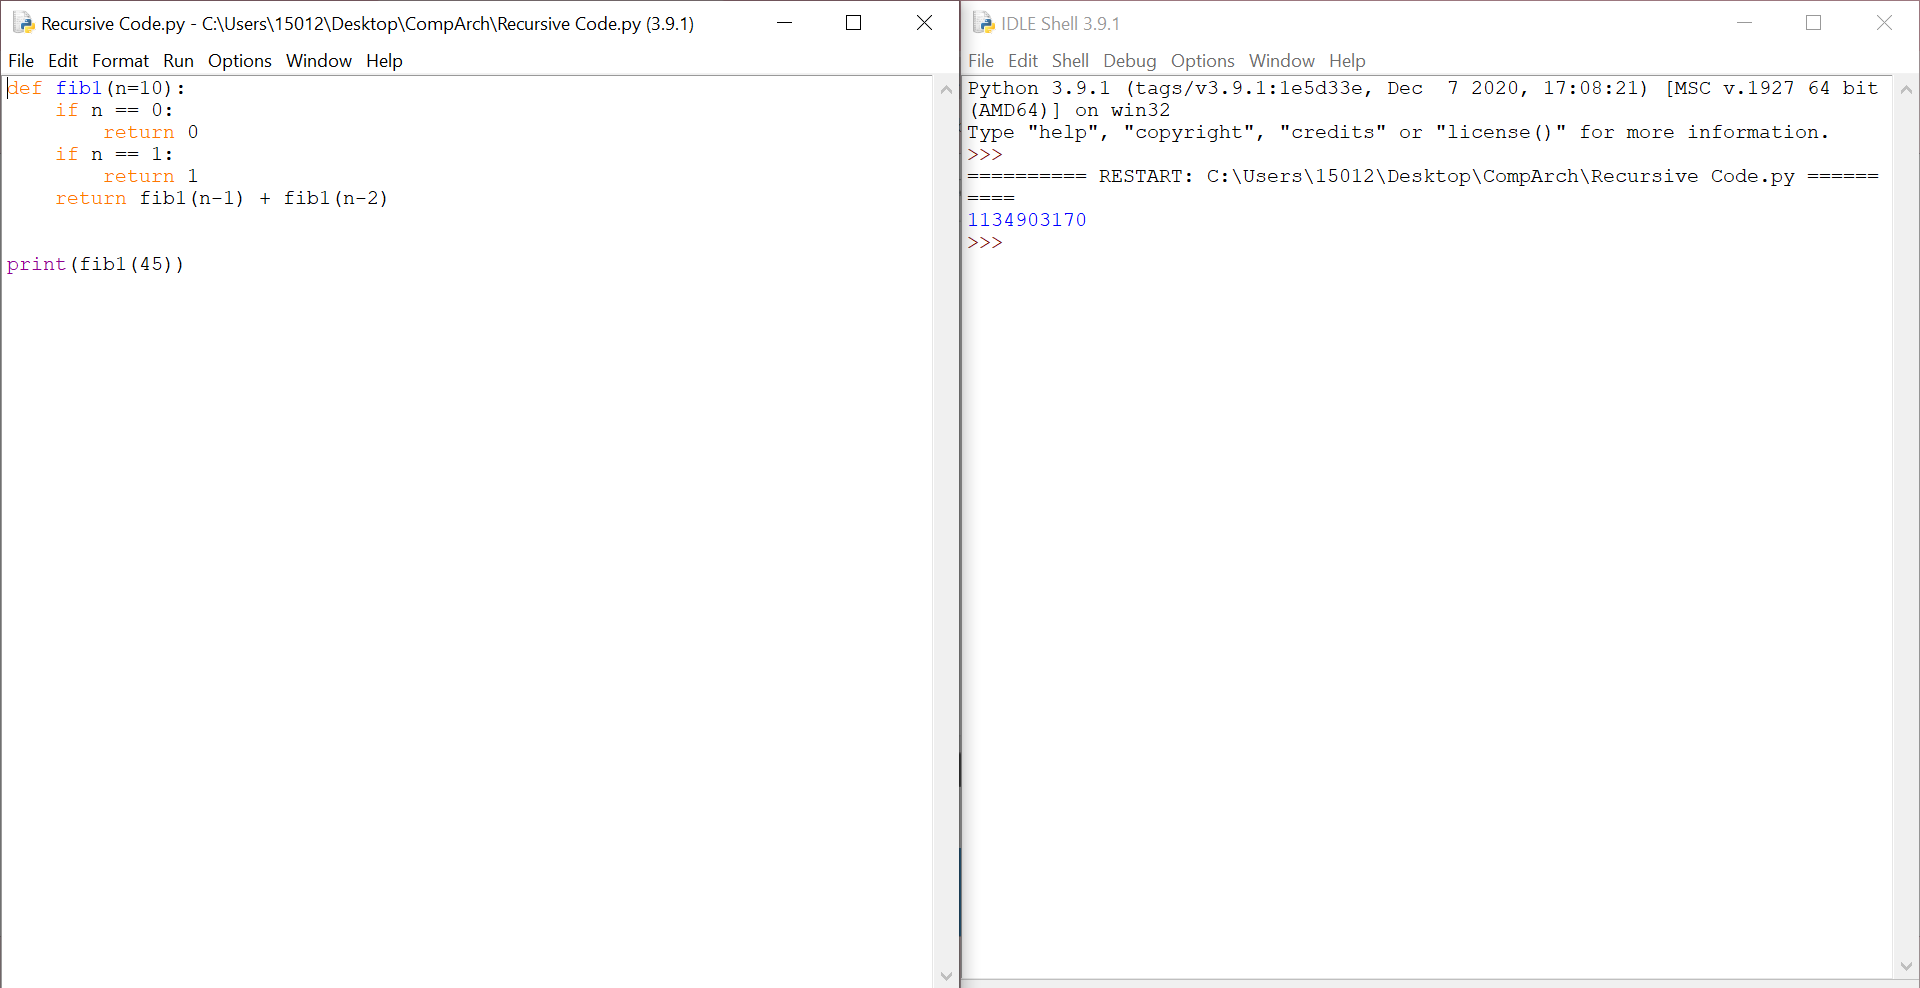 Recursive Code.py - C:\Users\15012\Desktop\CompArch\Recursive Code.py (3.9.1)
File Edit Format Run Options Window Help
def fib1(n=10):
    if n == 0:
        return 0
    if n == 1:
        return 1
    return fib1(n-1) + fib1(n-2)
print(fib1(45))
IDLE Shell 3.9.1
File Edit Shell Debug Options Window Help
Python 3.9.1 (tags/v3.9.1:1e5d33e, Dec  7 2020, 17:08:21) [MSC v.1927 64 bit
(AMD64)] on win32
Type "help", "copyright", "credits" or "license()" for more information.
>>>
========== RESTART: C:\Users\15012\Desktop\CompArch\Recursive Code.py ======
====
1134903170
>>>